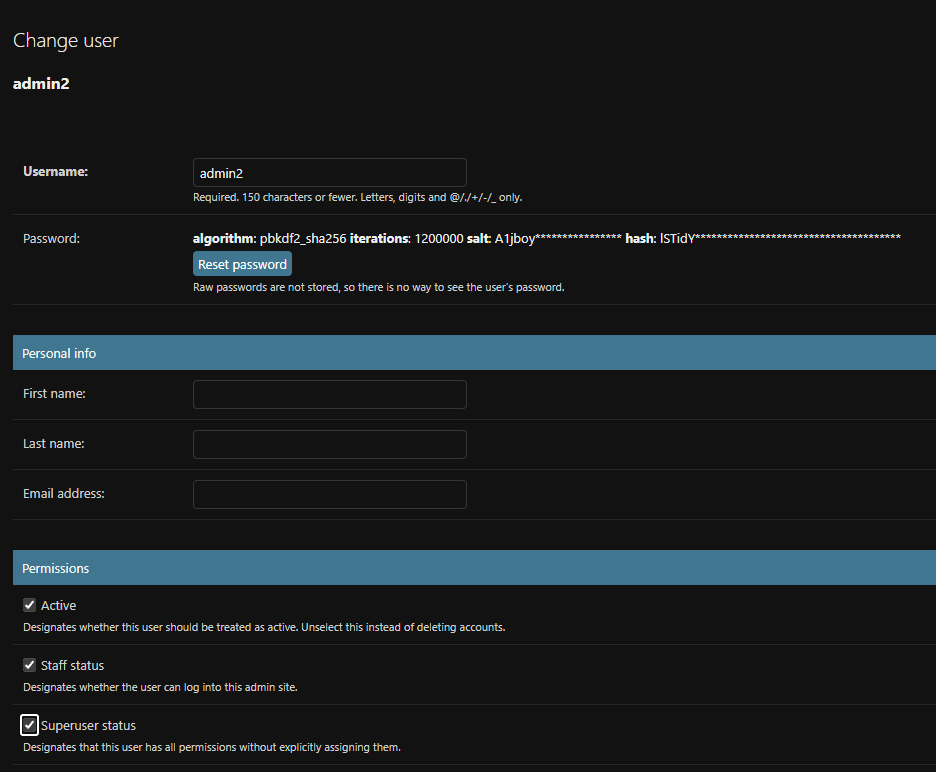 Change user
admin2
Username:
admin2
Required. 150 characters or fewer. Letters, digits and @/./+/-/_ only.
Password:
algorithm: pbkdf2_sha256 iterations: 1200000 salt: A1jboy**************** hash: lSTidY**************************************
Reset password
Raw passwords are not stored, so there is no way to see the user’s password.
Personal info
First name:
Last name:
Email address:
Permissions
Active
Designates whether this user should be treated as active. Unselect this instead of deleting accounts.
Staff status
Designates whether the user can log into this admin site.
Superuser status
Designates that this user has all permissions without explicitly assigning them.